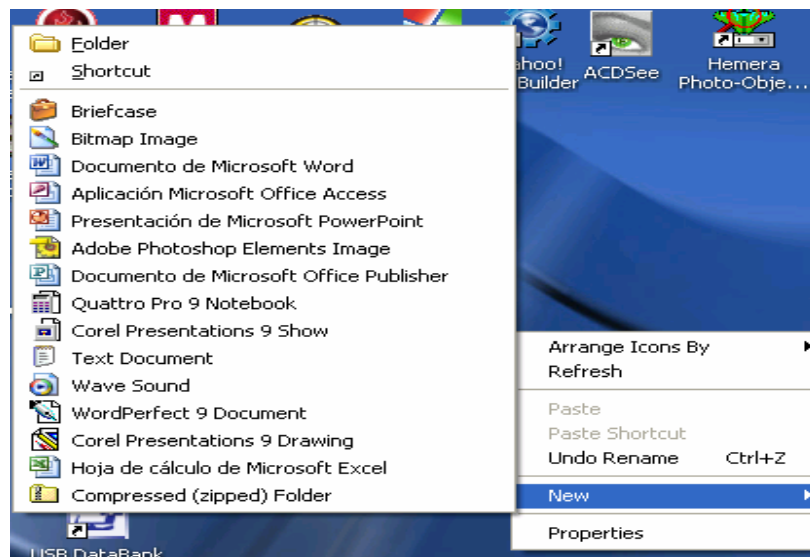 Folder
Shortcut
Briefcase
Bitmap Image
Documento de Microsoft Word
Aplicación Microsoft Office Access
Presentación de Microsoft PowerPoint
Adobe Photoshop Elements Image
Documento de Microsoft Office Publisher
Quattro Pro 9 Notebook
Corel Presentations 9 Show
Text Document
Wave Sound
WordPerfect 9 Document
Corel Presentations 9 Drawing
Hoja de cálculo de Microsoft Excel
Compressed (zipped) Folder
hoo!
Builder
ACDSee
Hemera
Photo-Obje...
Arrange Icons By
Refresh
Paste
Paste Shortcut
Undo Rename Ctrl+Z
New
Properties
USB DataBank